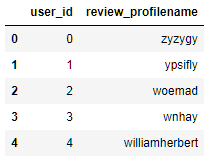 user_id review_profilename
0 0 zyzygy
1 1 ypsifly
2 2 woemad
3 3 wnhay
4 4 williamherbert